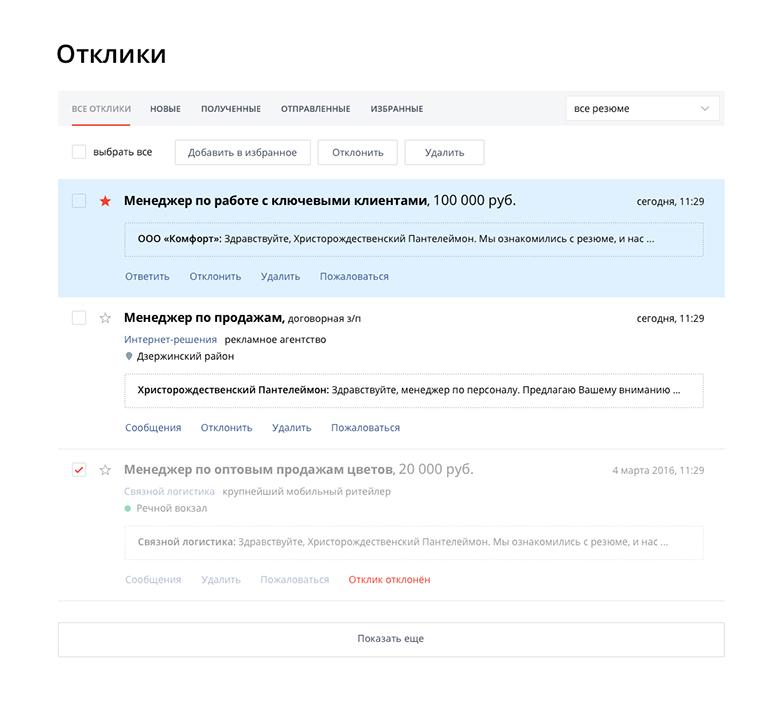 Отклики
ВСЕ ОТКЛИКИ НОВЫЕ ПОЛУЧЕННЫЕ ОТПРАВЛЕННЫЕ ИЗБРАННЫЕ все резюме
выбрать все Добавить в избранное Отклонить Удалить
Менеджер по работе с ключевыми клиентами, 100 000 руб. сегодня, 11:29
ООО «Комфорт»: Здравствуйте, Христорождественский Пантелеймон. Мы ознакомились с резюме, и нас ...
Ответить Отклонить Удалить Пожаловаться
Менеджер по продажам, договорная з/п сегодня, 11:29
Интернет-решения рекламное агентство
Дзержинский район
Христорождественский Пантелеймон: Здравствуйте, менеджер по персоналу. Предлагаю Вашему вниманию ...
Сообщения Отклонить Удалить Пожаловаться
Менеджер по оптовым продажам цветов, 20 000 руб. 4 марта 2016, 11:29
Связной логистика крупнейший мобильный ритейлер
Речной вокзал
Связной логистика: Здравствуйте, Христорождественский Пантелеймон. Мы ознакомились с резюме, и нас ...
Сообщения Удалить Пожаловаться Отклик отклонён
Показать еще